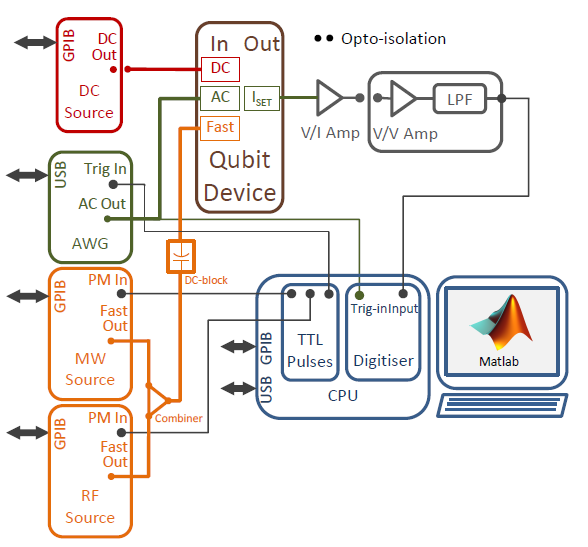 GPIB
DC
Out
DC
Source
In Out
DC
AC
ISET
Fast
Qubit
Device
Opto-isolation
V/I Amp
LPF
V/V Amp
USB
Trig In
AC Out
AWG
DC-block
GPIB
PM In
Fast
Out
MW
Source
Combiner
GPIB
PM In
Fast
Out
RF
Source
GPIB
USB
TTL
Pulses
Trig-in
Input
Digitiser
CPU
Matlab